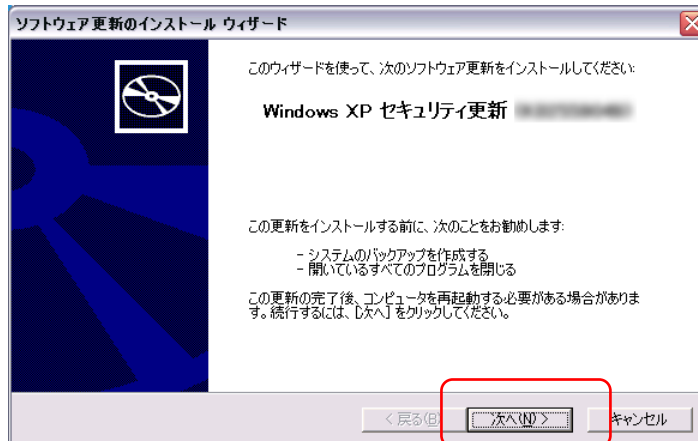 ソフトウェア更新のインストール ウィザード
このウィザードを使って、次のソフトウェア更新をインストールしてください:
Windows XP セキュリティ更新
この更新をインストールする前に、次のことをお勧めします:
- システムのバックアップを作成する
- 開いているすべてのプログラムを閉じる
この更新の完了後、コンピュータを再起動する必要がある場合がありま
す。続行するには、[次へ] をクリックしてください。
< 戻る(B)
次へ(N) >
キャンセル